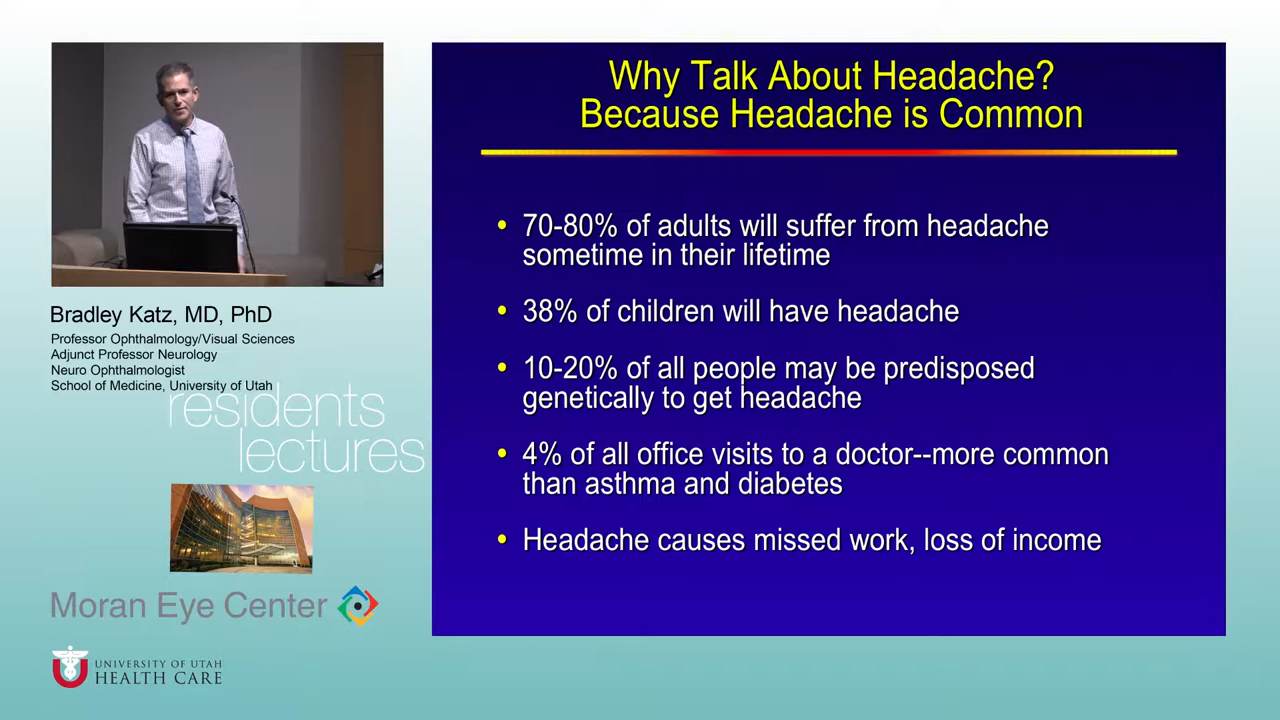 Why Talk About Headache?
Because Headache is Common
• 70-80% of adults will suffer from headache
sometime in their lifetime
• 38% of children will have headache
• 10-20% of all people may be predisposed
genetically to get headache
• 4% of all office visits to a doctor--more common
than asthma and diabetes
• Headache causes missed work, loss of income
Bradley Katz, MD, PhD
Professor Ophthalmology/Visual Sciences
Adjunct Professor Neurology
Neuro Ophthalmologist
School of Medicine, University of Utah
residents
lectures
Moran Eye Center
U
UNIVERSITY OF UTAH
HEALTH CARE